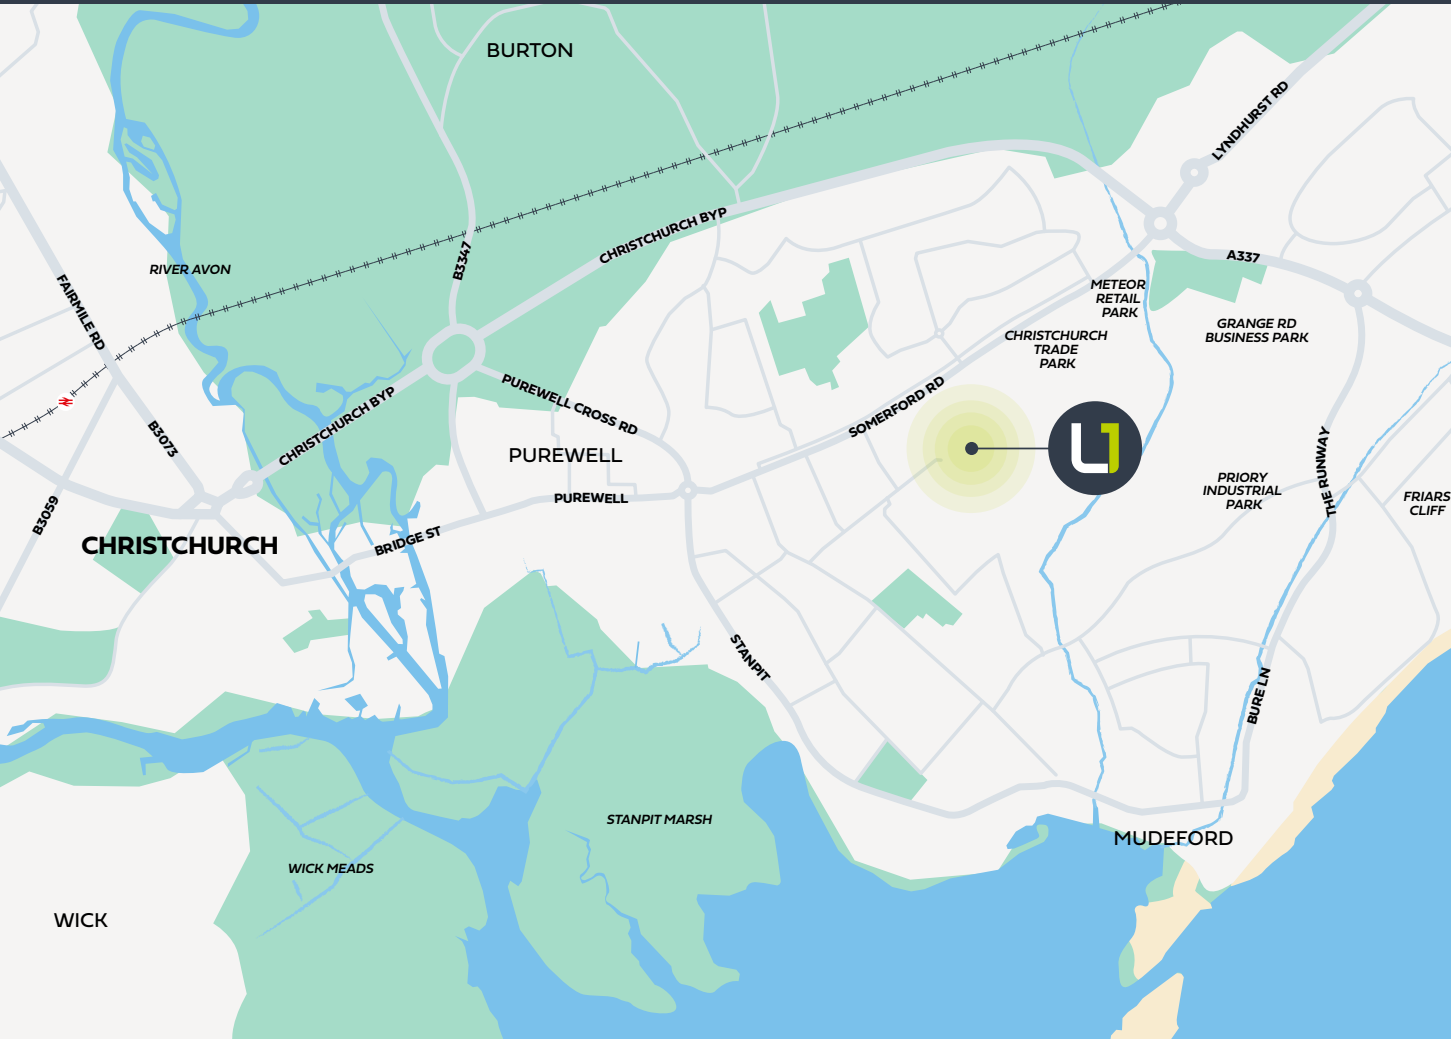 BURTON
LYNDHURST RD
CHRISTCHURCH BYP
B3347
A337
RIVER AVON
FAIRMILE RD
METEOR
RETAIL
PARK
GRANGE RD
BUSINESS PARK
CHRISTCHURCH
TRADE
PARK
PUREWELL CROSS RD
SOMERFORD RD
CHRISTCHURCH BYP
B3073
PUREWELL
L1
THE RUNWAY
PRIORY
INDUSTRIAL
PARK
FRIARS
CLIFF
PUREWELL
B3059
BRIDGE ST
CHRISTCHURCH
STANPIT
BURE LN
STANPIT MARSH
MUDEFORD
WICK MEADS
WICK